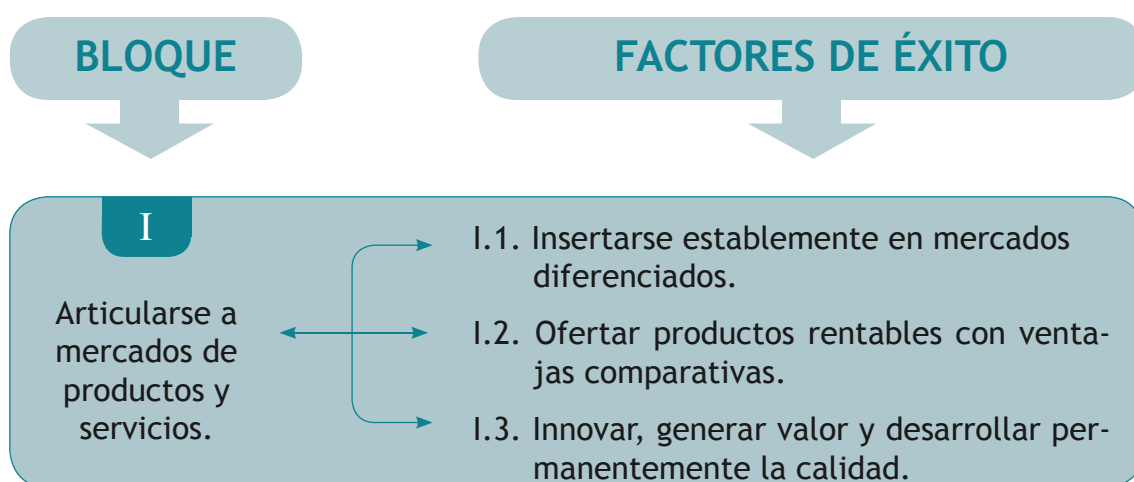 BLOQUE
FACTORES DE ÉXITO
I
Articularse a
mercados de
productos y
servicios.
I.1. Insertarse establemente en mercados
diferenciados.
I.2. Ofertar productos rentables con venta-
jas comparativas.
I.3. Innovar, generar valor y desarrollar per-
manentemente la calidad.